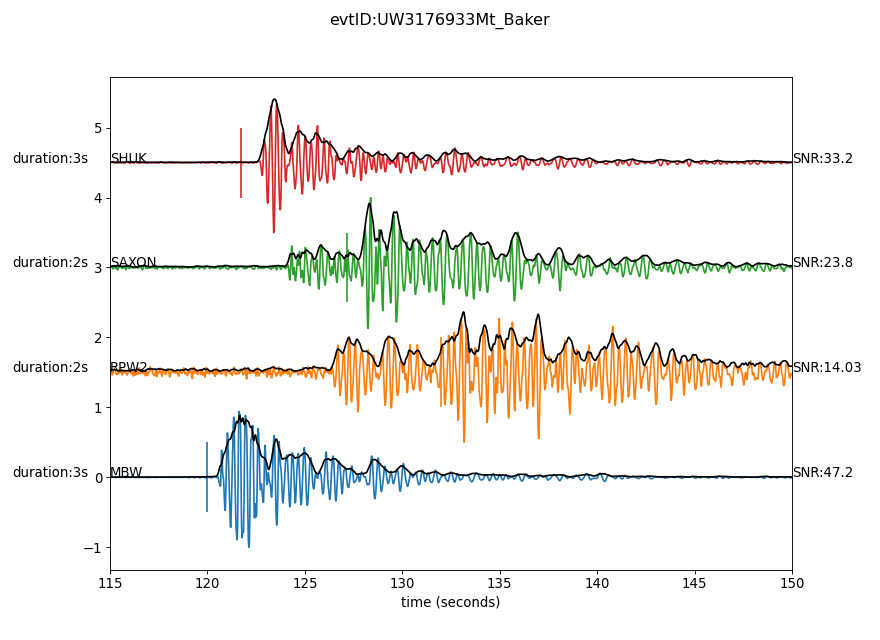 evtID:UW3176933Mt_Baker
duration:3s SHUK SNR:33.2
duration:2s SAXON SNR:23.8
duration:2s RPW2 SNR:14.03
duration:3s MBW SNR:47.2
5
4
3
2
1
0
−1
115 120 125 130 135 140 145 150
time (seconds)